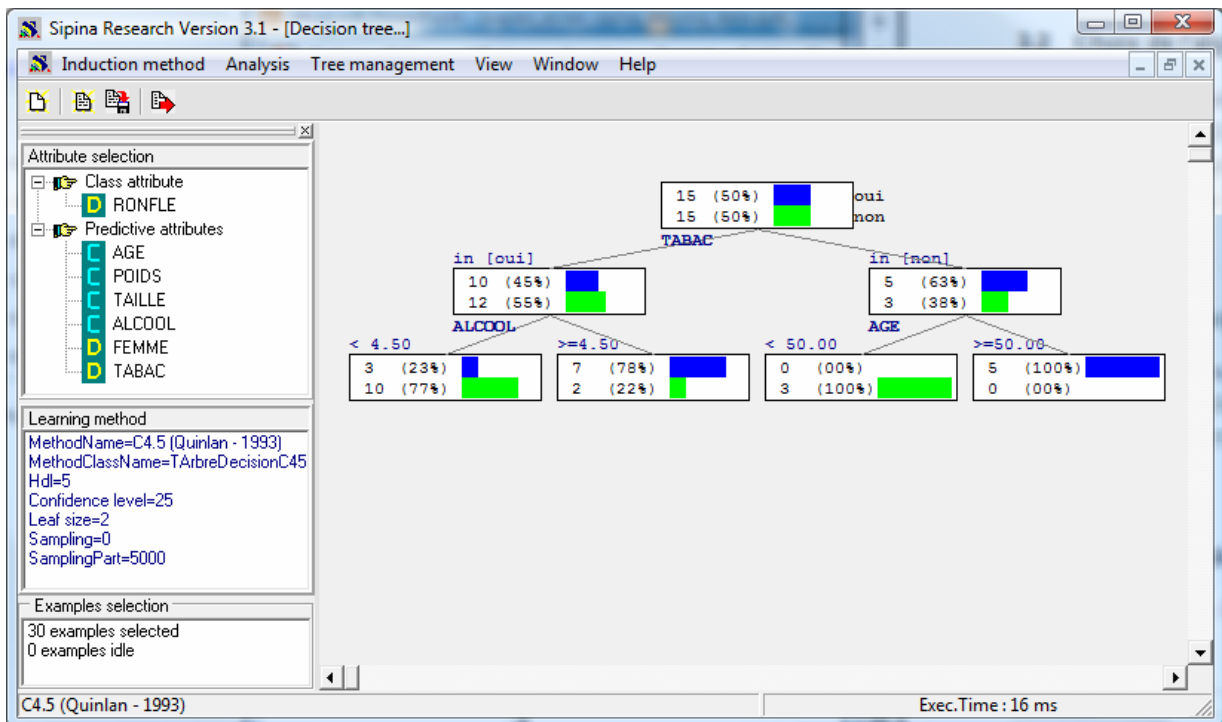 Sipina Research Version 3.1 - [Decision tree...]
Induction method Analysis Tree management View Window Help
Attribute selection
Class attribute
D RONFLE
Predictive attributes
C AGE
C POIDS
C TAILLE
C ALCOOL
D FEMME
D TABAC
Learning method
MethodName=C4.5 (Quinlan - 1993)
MethodClassName=TArbreDecisionC45
Hdl=5
Confidence level=25
Leaf size=2
Sampling=0
SamplingPart=5000
Examples selection
30 examples selected
0 examples idle
15 (50%) oui
15 (50%) non
TABAC
in [oui] in [non]
10 (45%) 5 (63%)
12 (55%) 3 (38%)
ALCOOL AGE
< 4.50 >=4.50 < 50.00 >=50.00
3 (23%) 7 (78%) 0 (00%) 5 (100%)
10 (77%) 2 (22%) 3 (100%) 0 (00%)
C4.5 (Quinlan - 1993) Exec.Time : 16 ms